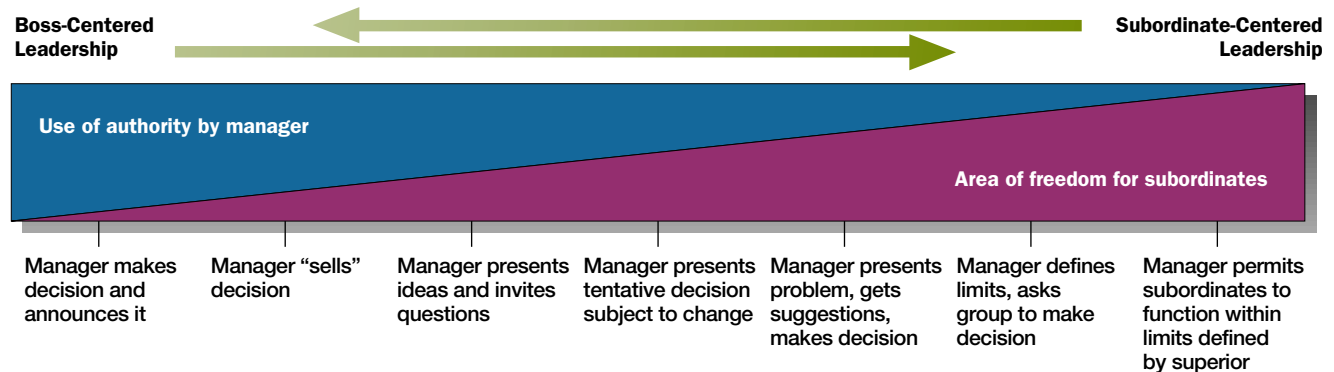 Boss-Centered
Leadership
Subordinate-Centered
Leadership
Use of authority by manager
Area of freedom for subordinates
Manager makes
decision and
announces it
Manager “sells”
decision
Manager presents
ideas and invites
questions
Manager presents
tentative decision
subject to change
Manager presents
problem, gets
suggestions,
makes decision
Manager defines
limits, asks
group to make
decision
Manager permits
subordinates to
function within
limits defined
by superior